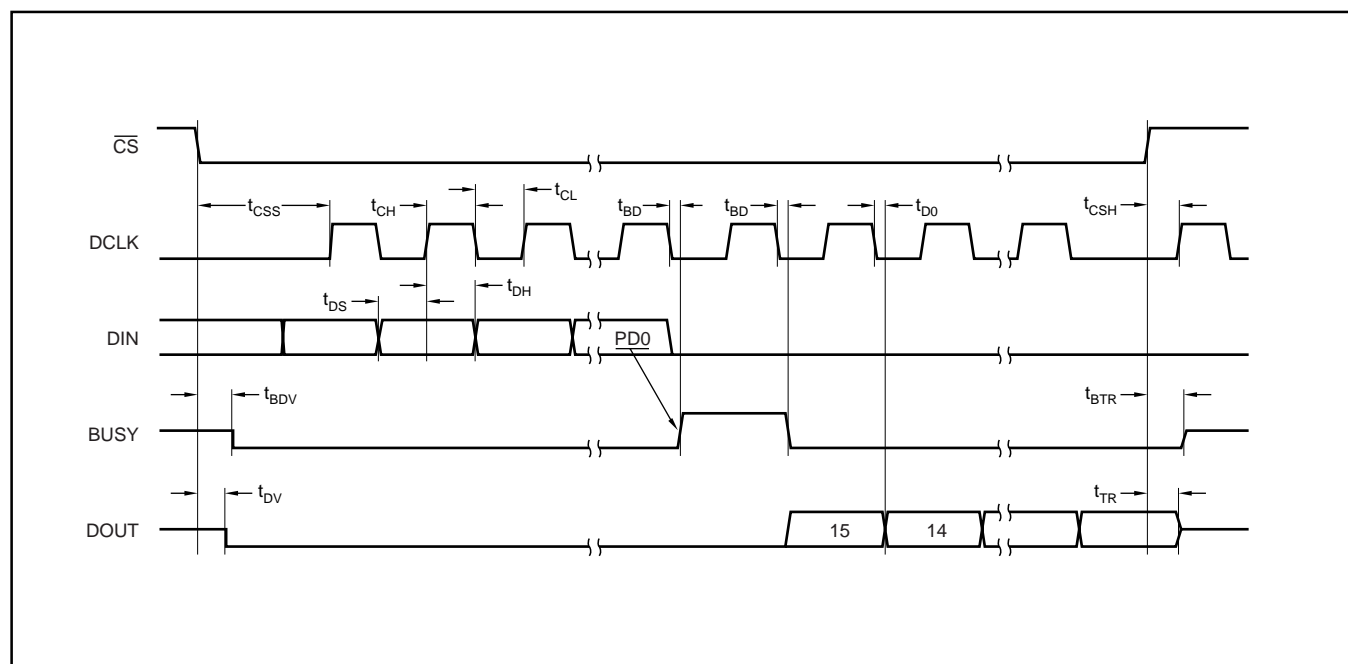 CS
tCSS
tCH
tCL
tBD
tBD
tD0
tCSH
DCLK
tDS
tDH
DIN
PD0
tBDV
tBTR
BUSY
tDV
tTR
DOUT
15
14